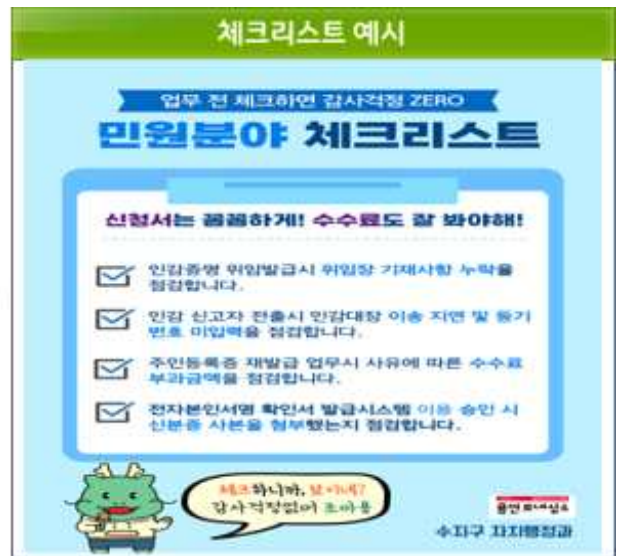 체크리스트 예시
업무 전 체크하면 감사걱정 ZERO
민원분야 체크리스트
신청서는 꼼꼼하게! 수수료도 잘 봐야해!
인감증명 위임발급시 위임장 기재사항 누락을
점검합니다.
인감 신고자 전출시 인감대장 이송 지연 및 등기
번호 미입력을 점검합니다.
주민등록증 재발급 업무시 사유에 따른 수수료
부과금액을 점검합니다.
전자본인서명 확인서 발급시스템 이용 승인 시
신분증 사본을 첨부했는지 점검합니다.
체크하니까, 보이네?
감사걱정없어 조아용
수지구 자치행정과